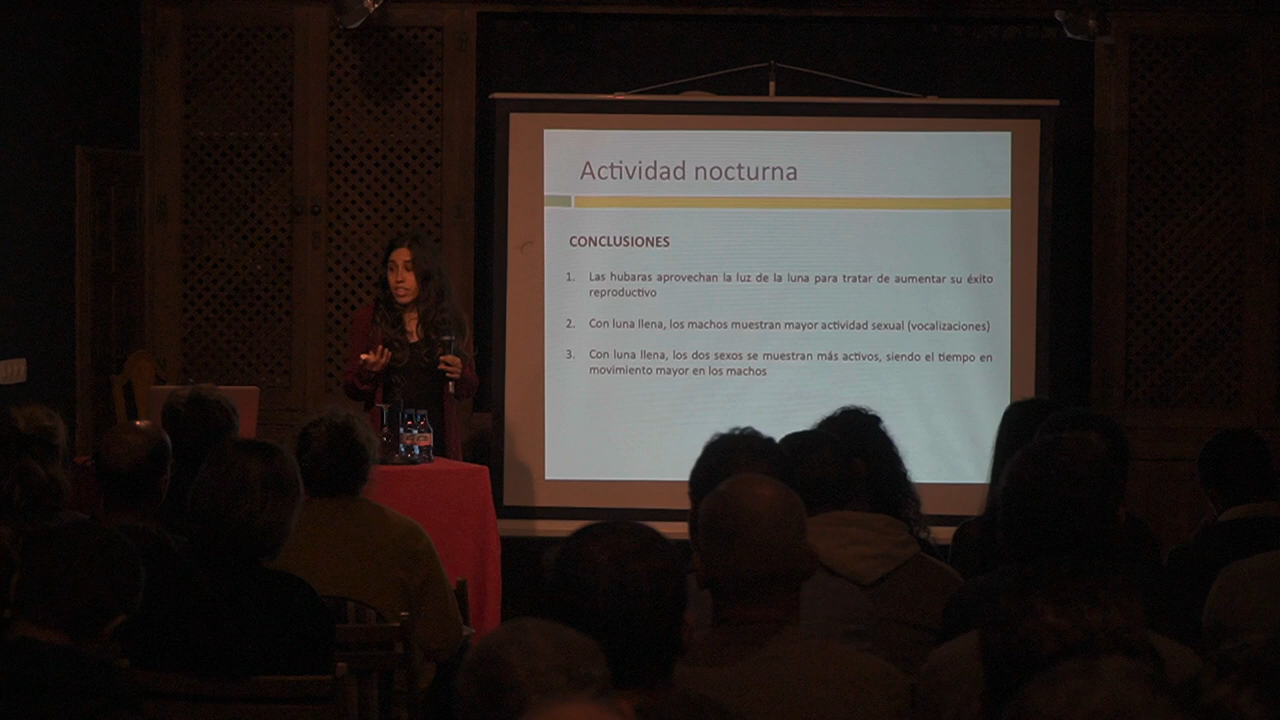 Actividad nocturna
CONCLUSIONES
1. Las hubaras aprovechan la luz de la luna para tratar de aumentar su éxito
reproductivo
2. Con luna llena, los machos muestran mayor actividad sexual (vocalizaciones)
3. Con luna llena, los dos sexos se muestran más activos, siendo el tiempo en
movimiento mayor en los machos